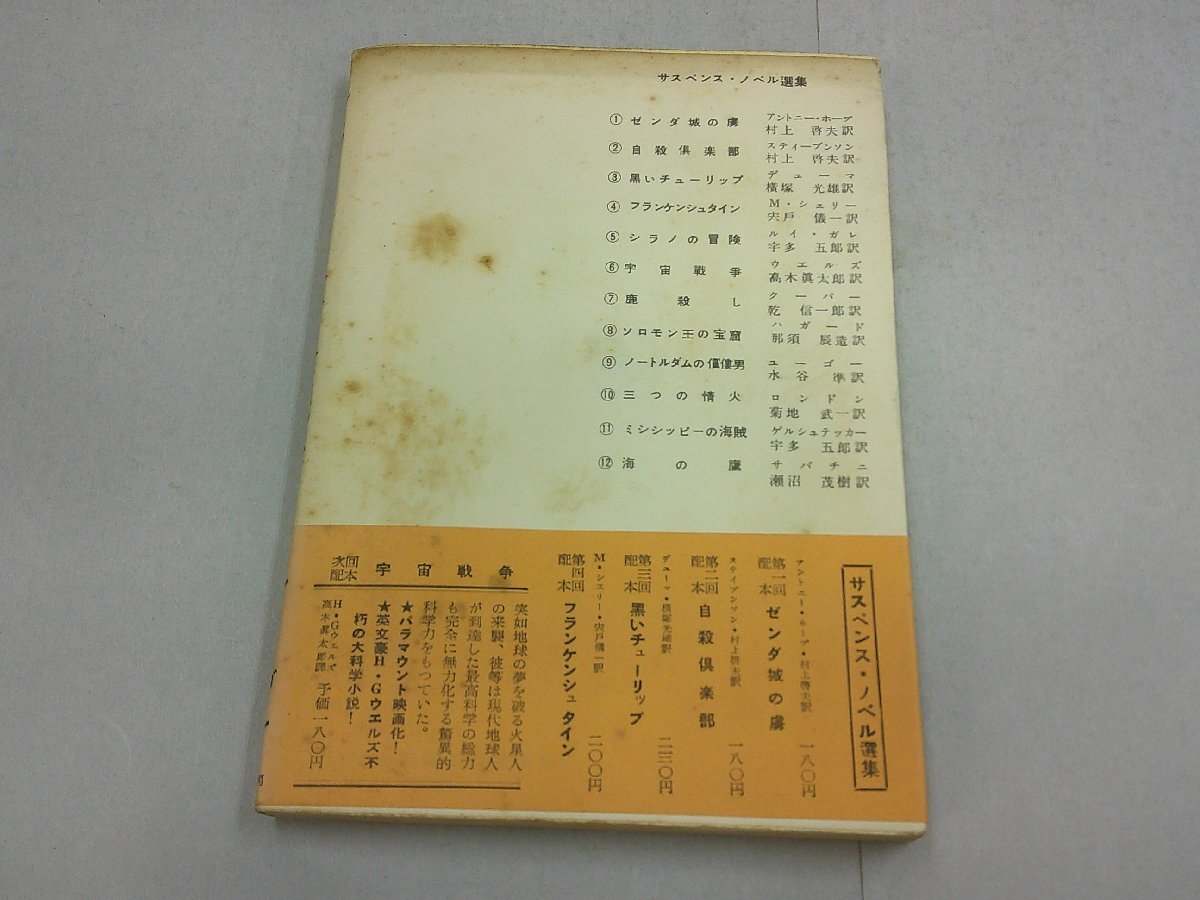 サスペンス・ノベル選集
① ゼンダ城の虜 アントニー・ホープ
村上 啓夫訳
② 自殺倶楽部 スティーブンソン
村上 啓夫訳
③ 黒いチューリップ デューマ
横塚 光雄訳
④ フランケンシュタイン M・シェリー
宍戸 儀一訳
⑤ シラノの冒険 ルイ・ガレ
宇多 五郎訳
⑥ 宇宙戦争 ウエルズ
高木眞太郎訳
⑦ 鹿殺し クーパー
乾 信一郎訳
⑧ ソロモン王の宝窟 ハガード
那須 辰造訳
⑨ ノートルダムの傴僂男 ユーゴー
水谷 準訳
⑩ 三つの情火 ロンドン
菊地 武一訳
⑪ ミシシッピーの海賊 ゲルシュテッカー
宇多 五郎訳
⑫ 海の鷹 サバチニ
瀬沼 茂樹訳
サスペンス・ノベル選集
アントニー・ホープ・村上啓夫訳
第一回配本 ゼンダ城の虜 一八〇円
スティブンソン・村上啓夫訳
第二回配本 自殺倶楽部 一八〇円
デューマ・横塚光雄訳
第三回配本 黒いチューリップ 二三〇円
M・シエリー・宍戸儀一訳
第四回配本 フランケンシュタイン 二〇〇円
次回配本 宇宙戦争
突如地球の夢を破る火星人
の来襲、彼等は現代地球人
が到達した最高科学の総力
も完全に無力化する驚異的
科学力をもつていた。
★パラマウント映画化!
★英文豪H・Gウエルズ不
朽の大科学小説!
H・Gウエルズ
高木眞太郎譯 予価一八〇円